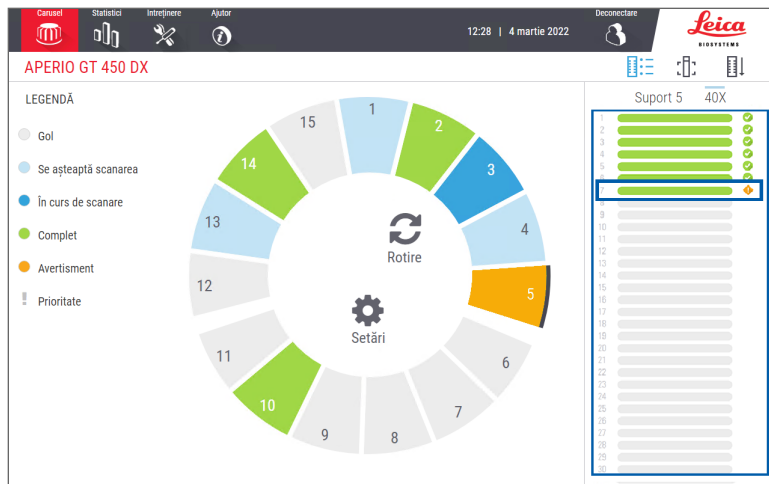 Carusel
Statistici
Întreținere
Ajutor
12:28 | 4 martie 2022
Deconectare
Leica
BIOSYSTEMS
APERIO GT 450 DX
LEGENDĂ
Gol
Se așteaptă scanarea
În curs de scanare
Complet
Avertisment
Prioritate
1
2
3
4
5
6
7
8
9
10
11
12
13
14
15
Rotire
Setări
Suport 5 40X
1
2
3
4
5
6
7
8
9
10
11
12
13
14
15
16
17
18
19
20
21
22
23
24
25
26
27
28
29
30